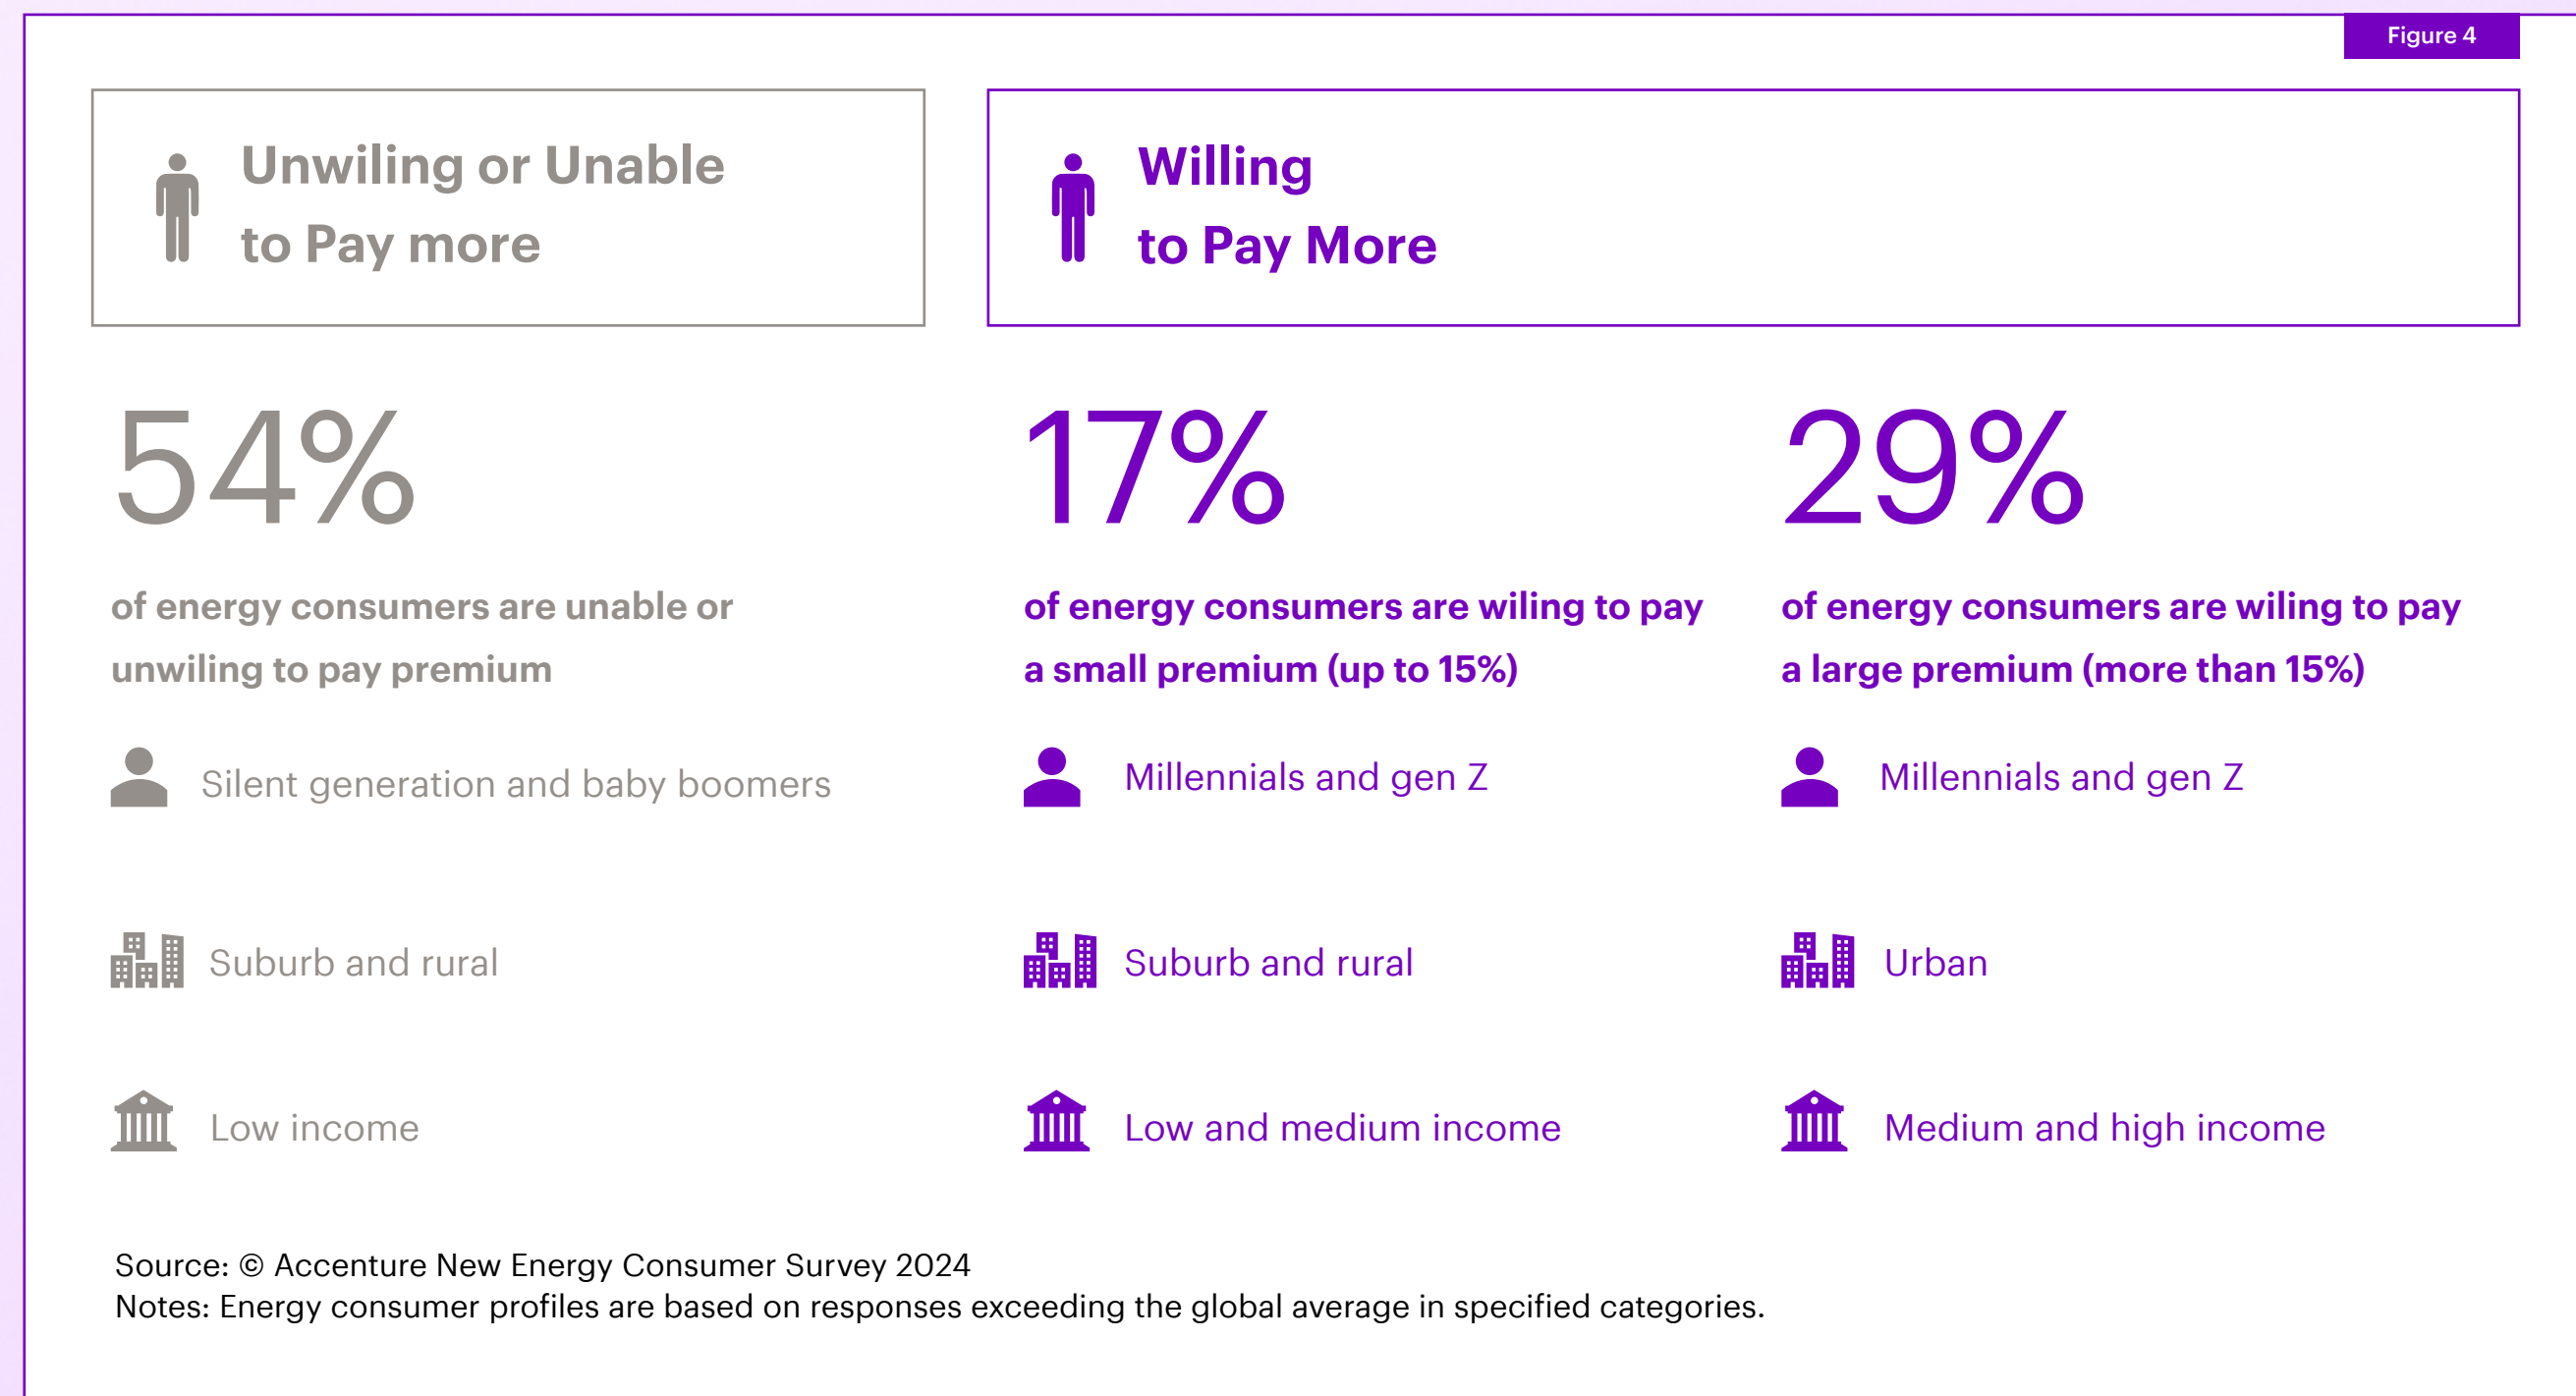 Figure 4
Unwiling or Unable
to Pay more
Willing
to Pay More
54%
of energy consumers are unable or
unwiling to pay premium
Silent generation and baby boomers
Suburb and rural
Low income
17%
of energy consumers are wiling to pay
a small premium (up to 15%)
Millennials and gen Z
Suburb and rural
Low and medium income
29%
of energy consumers are wiling to pay
a large premium (more than 15%)
Millennials and gen Z
Urban
Medium and high income
Source: © Accenture New Energy Consumer Survey 2024
Notes: Energy consumer profiles are based on responses exceeding the global average in specified categories.